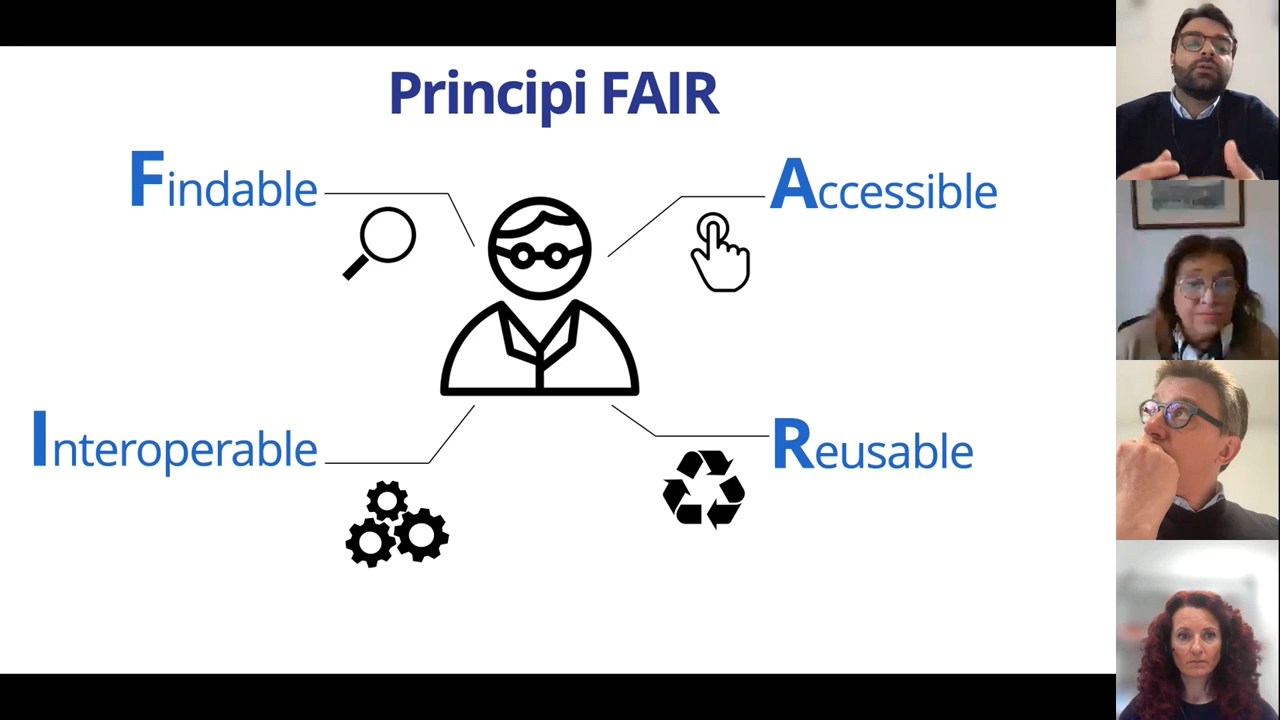 Principi FAIR
Findable
Accessible
Interoperable
Reusable